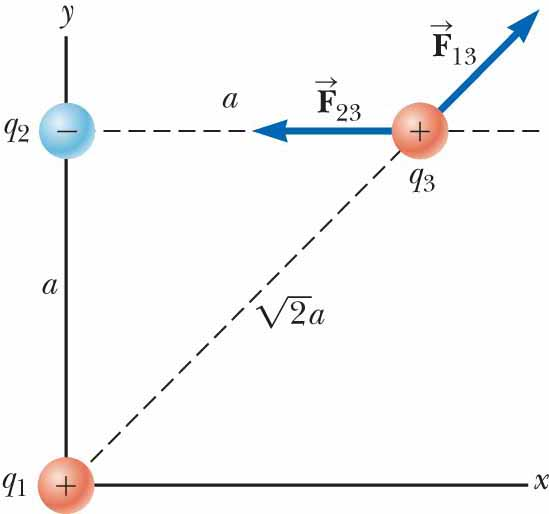 y
F⃗₁₃
a
F⃗₂₃
q₂
−
+
q₃
a
√2a
q₁
+
x